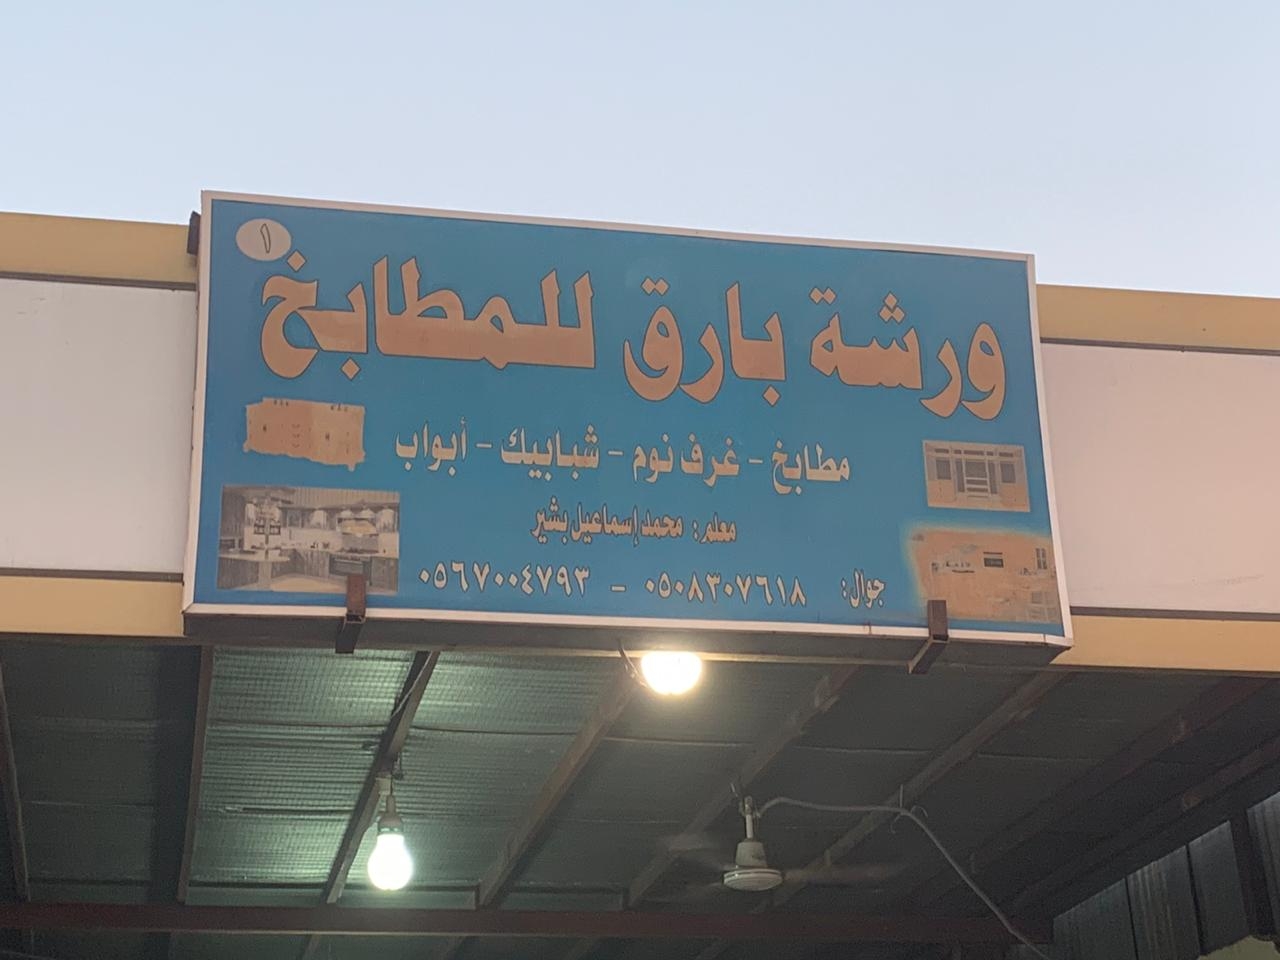 ١
ورشة بارق للمطابخ
مطابخ - غرف نوم - شبابيك - أبواب
معلم: محمد إسماعيل بشير
جوال: ٠٥٠٨٣٠٧٦١٨ - ٠٥٦٧٠٠٤٧٩٣